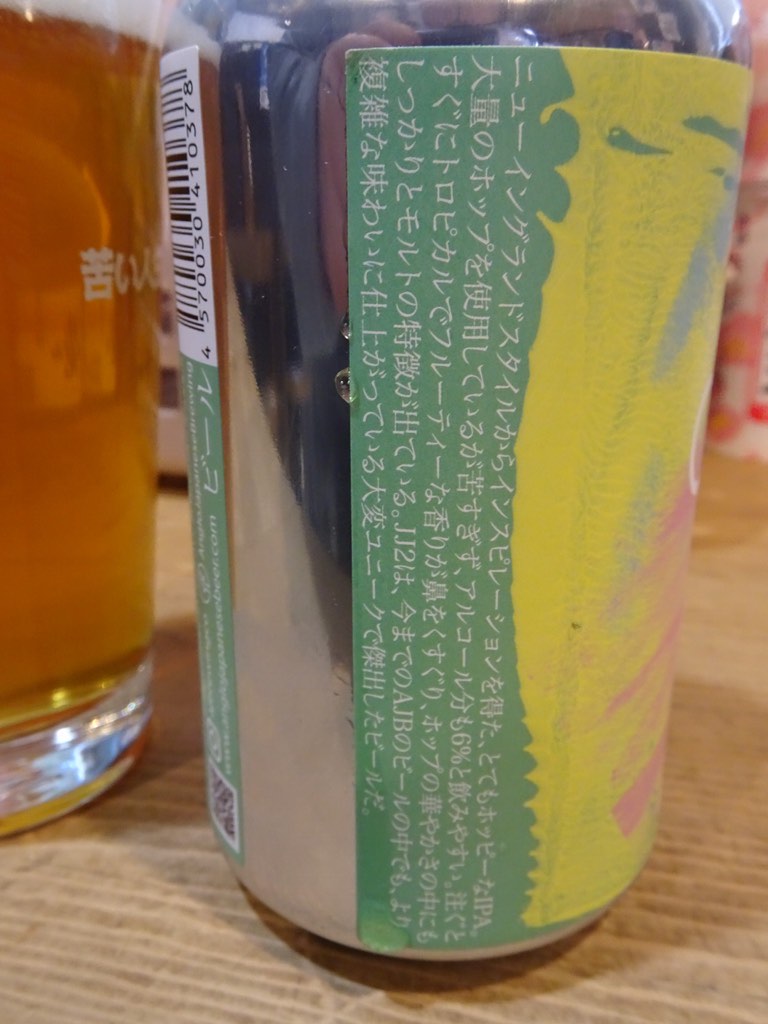 ニューイングランドスタイルからインスピレーションを得た、とてもホッピーなIPA。
大量のホップを使用しているが苦すぎず、アルコール分も6%と飲みやすい。注ぐと
すぐにトロピカルでフルーティーな香りが鼻をくすぐり、ホップの華やかさの中にも
しっかりとモルトの特徴が出ている。JJ2は、今までのAJBのビールの中でも、より
複雑な味わいに仕上がっている大変ユニークで傑出したビールだ。
4 570030 410378
苦い人